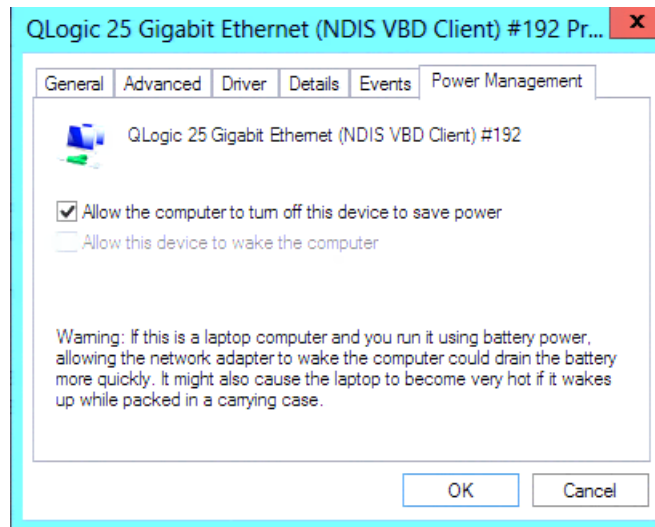 QLogic 25 Gigabit Ethernet (NDIS VBD Client) #192 Pr... x
General Advanced Driver Details Events Power Management
QLogic 25 Gigabit Ethernet (NDIS VBD Client) #192
Allow the computer to turn off this device to save power
Allow this device to wake the computer
Warning: If this is a laptop computer and you run it using battery power,
allowing the network adapter to wake the computer could drain the battery
more quickly. It might also cause the laptop to become very hot if it wakes
up while packed in a carrying case.
OK Cancel